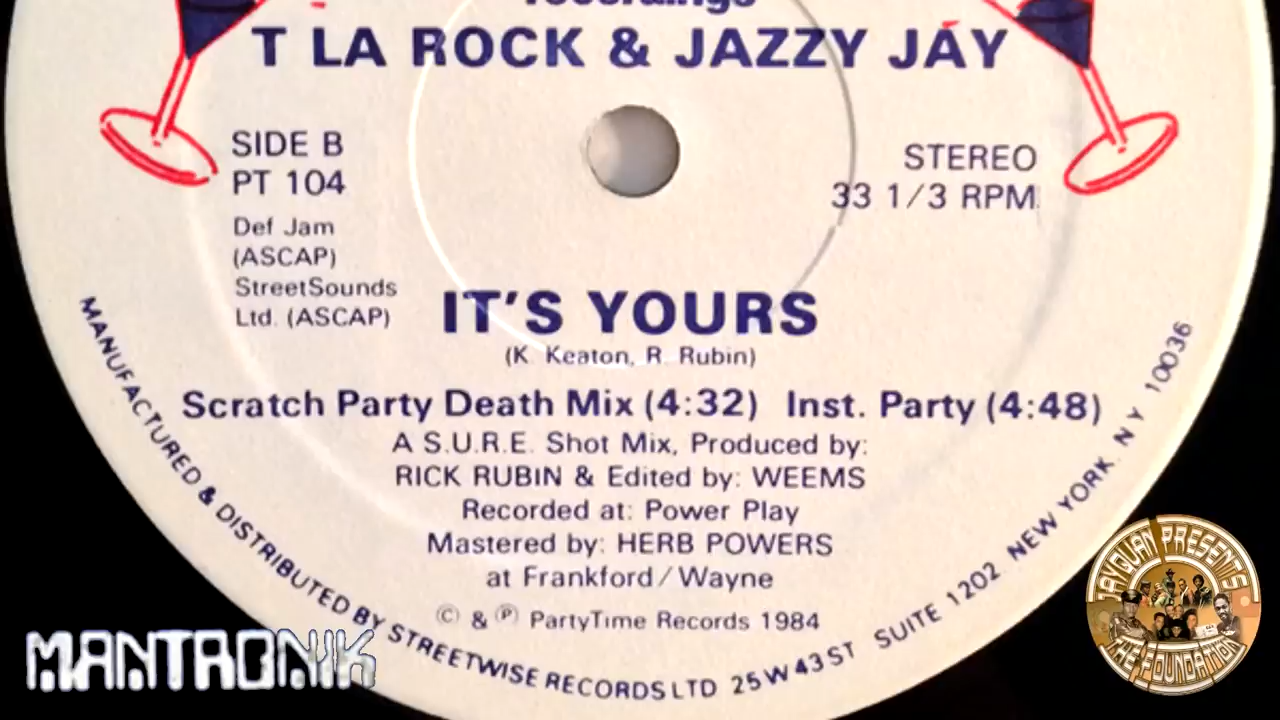 recordings
T LA ROCK & JAZZY JAY
SIDE B
PT 104
STEREO
33 1/3 RPM
Def Jam
(ASCAP)
StreetSounds
Ltd. (ASCAP)
IT'S YOURS
(K. Keaton, R. Rubin)
Scratch Party Death Mix (4:32) Inst. Party (4:48)
A S.U.R.E. Shot Mix, Produced by:
RICK RUBIN & Edited by: WEEMS
Recorded at: Power Play
Mastered by: HERB POWERS
at Frankford/Wayne
© & ℗ PartyTime Records 1984
MANUFACTURED & DISTRIBUTED BY STREETWISE RECORDS LTD 25 W 43 ST SUITE 1202 NEW YORK. N Y 10036
MANTRONIK
JAYQUAN PRESENTS
THE FOUNDATION